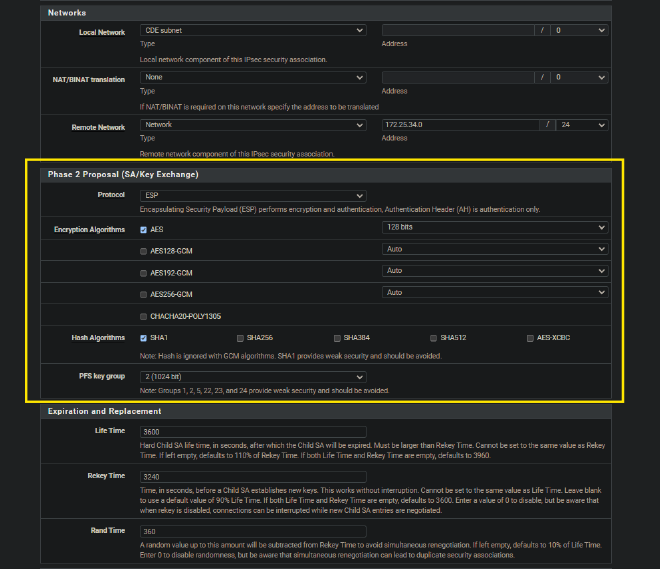 Networks
Local Network CDE subnet / 0
Type Address
Local network component of this IPsec security association.
NAT/BINAT translation None / 0
Type Address
If NAT/BINAT is required on this network specify the address to be translated
Remote Network Network 172.25.34.0 / 24
Type Address
Remote network component of this IPsec security association.
Phase 2 Proposal (SA/Key Exchange)
Protocol ESP
Encapsulating Security Payload (ESP) performs encryption and authentication, Authentication Header (AH) is authentication only.
Encryption Algorithms AES 128 bits
AES128-GCM Auto
AES192-GCM Auto
AES256-GCM Auto
CHACHA20-POLY1305
Hash Algorithms SHA1 SHA256 SHA384 SHA512 AES-XCBC
Note: Hash is ignored with GCM algorithms. SHA1 provides weak security and should be avoided.
PFS key group 2 (1024 bit)
Note: Groups 1, 2, 5, 22, 23, and 24 provide weak security and should be avoided.
Expiration and Replacement
Life Time 3600
Hard Child SA life time, in seconds, after which the Child SA will be expired. Must be larger than Rekey Time. Cannot be set to the same value as Rekey
Time. If left empty, defaults to 110% of Rekey Time. If both Life Time and Rekey Time are empty, defaults to 3960.
Rekey Time 3240
Time, in seconds, before a Child SA establishes new keys. This works without interruption. Cannot be set to the same value as Life Time. Leave blank
to use a default value of 90% Life Time. If both Life Time and Rekey Time are empty, defaults to 3600. Enter a value of 0 to disable, but be aware that
when rekey is disabled, connections can be interrupted while new Child SA entries are negotiated.
Rand Time 360
A random value up to this amount will be subtracted from Rekey Time to avoid simultaneous renegotiation. If left empty, defaults to 10% of Life Time.
Enter 0 to disable randomness, but be aware that simultaneous renegotiation can lead to duplicate security associations.